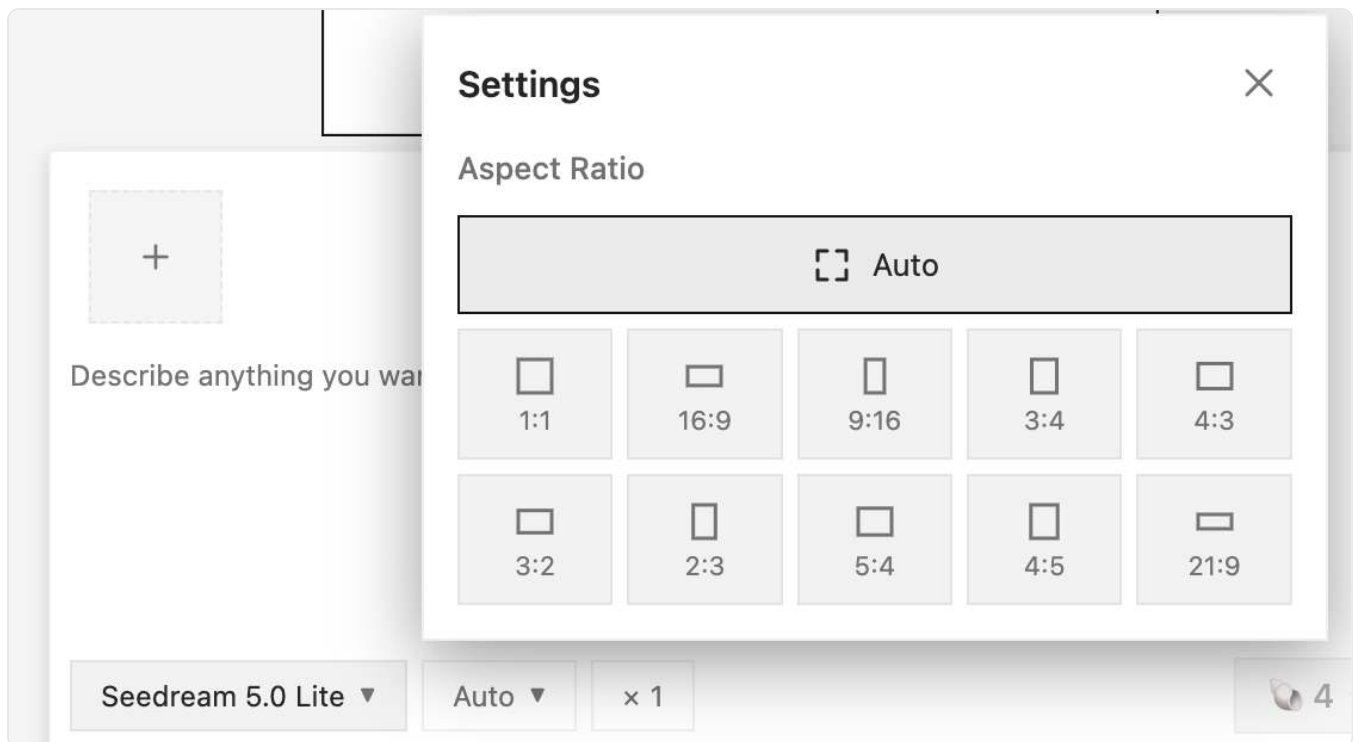 Settings
Aspect Ratio
Auto
1:1
16:9
9:16
3:4
4:3
3:2
2:3
5:4
4:5
21:9
Describe anything you
Seedream 5.0 Lite ▼
Auto ▼
× 1
4